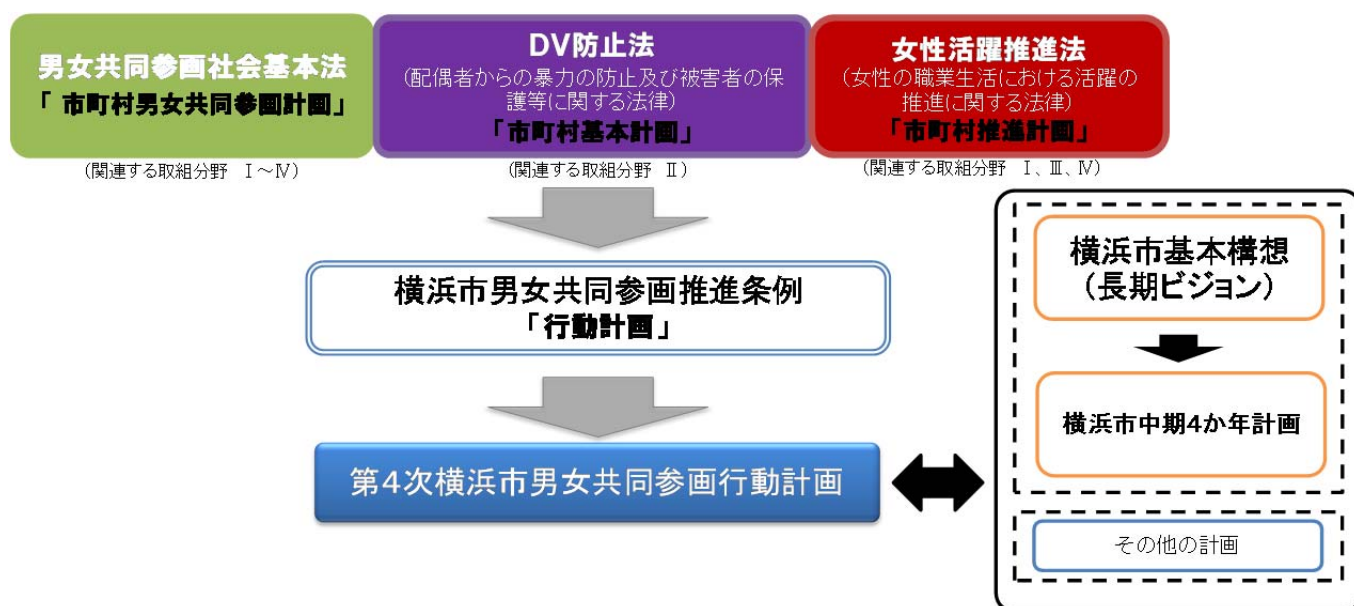 男女共同参画社会基本法
「 市町村男女共同参画計画」
(関連する取組分野 Ⅰ～Ⅳ)
DV防止法
(配偶者からの暴力の防止及び被害者の保
護等に関する法律)
「市町村基本計画」
(関連する取組分野 Ⅱ)
女性活躍推進法
(女性の職業生活における活躍の
推進に関する法律)
「市町村推進計画」
(関連する取組分野 Ⅰ、Ⅲ、Ⅳ)
横浜市男女共同参画推進条例
「行動計画」
第4次横浜市男女共同参画行動計画
横浜市基本構想
(長期ビジョン)
横浜市中期4か年計画
その他の計画